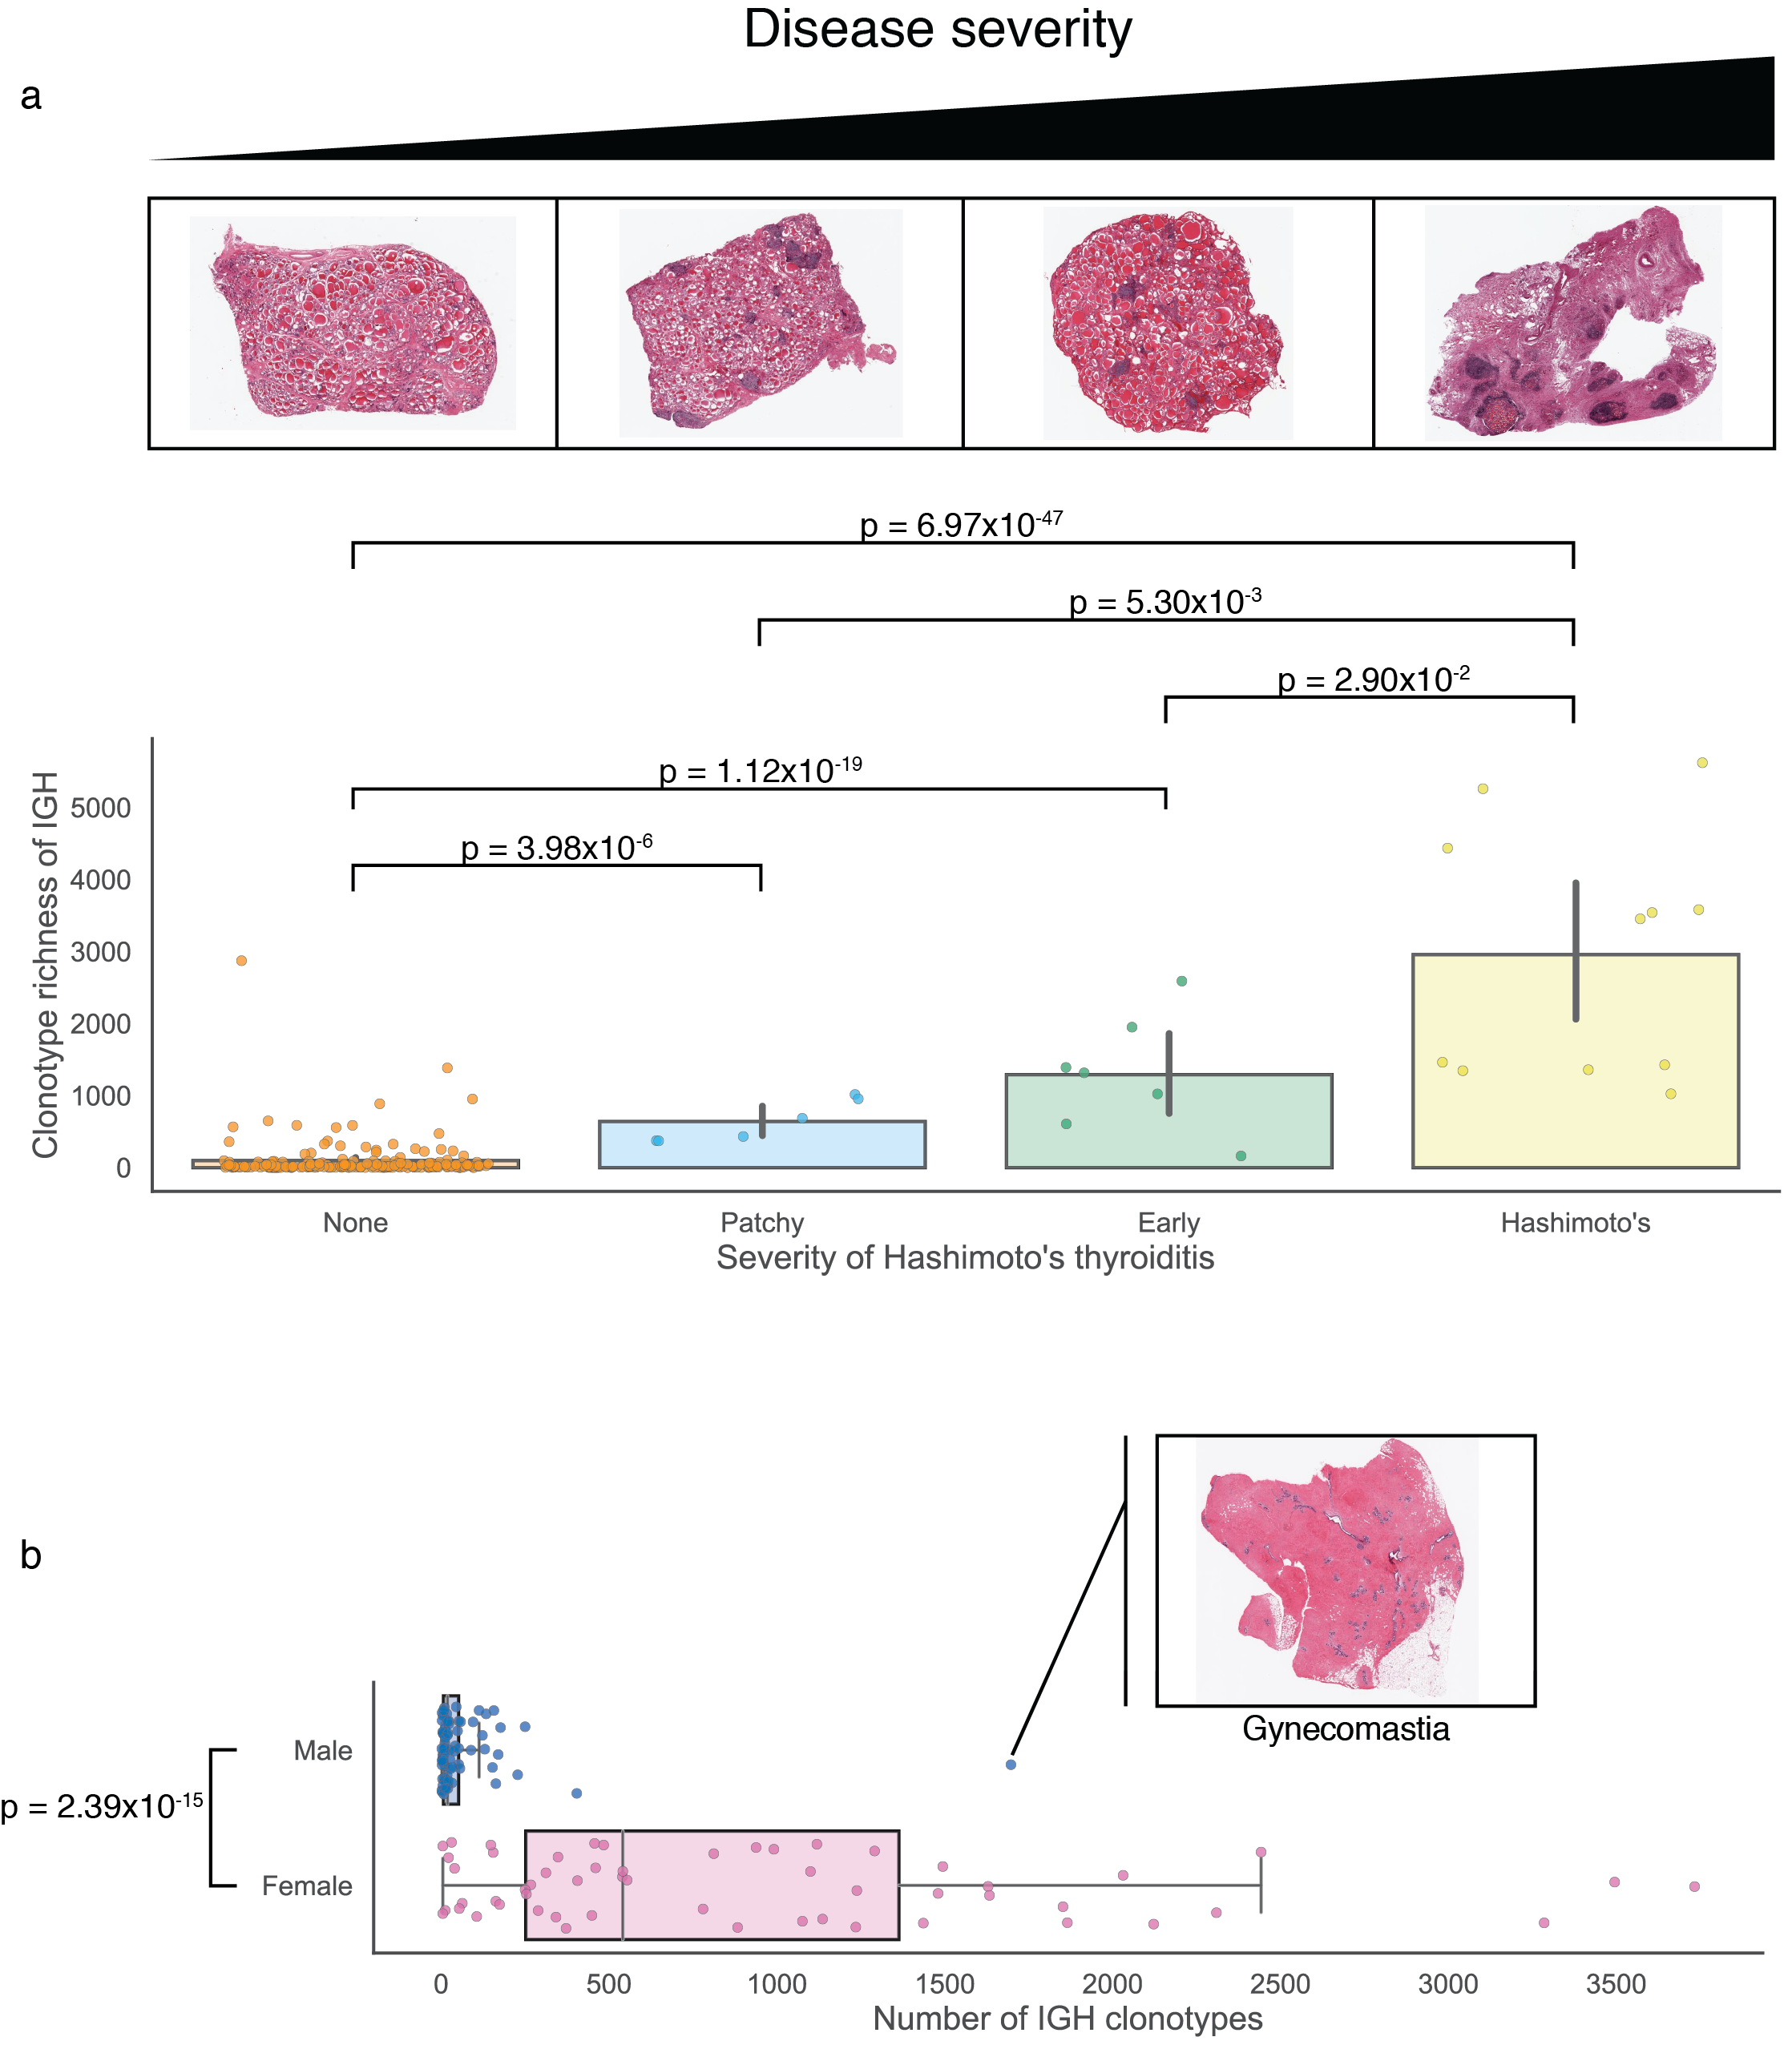 Disease severity
a
p = 6.97x10-47
p = 5.30x10-3
p = 2.90x10-2
p = 1.12x10-19
p = 3.98x10-6
Clonotype richness of IGH
5000
4000
3000
2000
1000
0
None Patchy Early Hashimoto's
Severity of Hashimoto's thyroiditis
b
Gynecomastia
Male
p = 2.39x10-15
Female
0 500 1000 1500 2000 2500 3000 3500
Number of IGH clonotypes